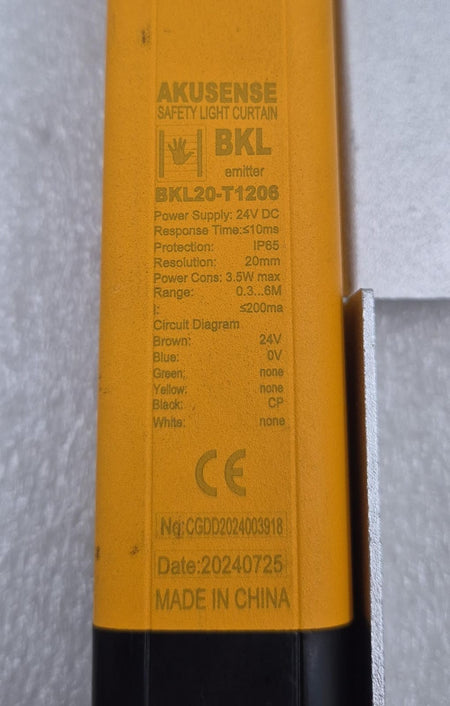 AKUSENSE
SAFETY LIGHT CURTAIN
BKL
emitter
BKL20-T1206
Power Supply: 24V DC
Response Time:≤10ms
Protection: IP65
Resolution: 20mm
Power Cons: 3.5W max
Range: 0.3...6M
I: ≤200ma
Circuit Diagram
Brown: 24V
Blue: 0V
Green: none
Yellow: none
Black: CP
White: none
CE
No:CGDD2024003918
Date:20240725
MADE IN CHINA